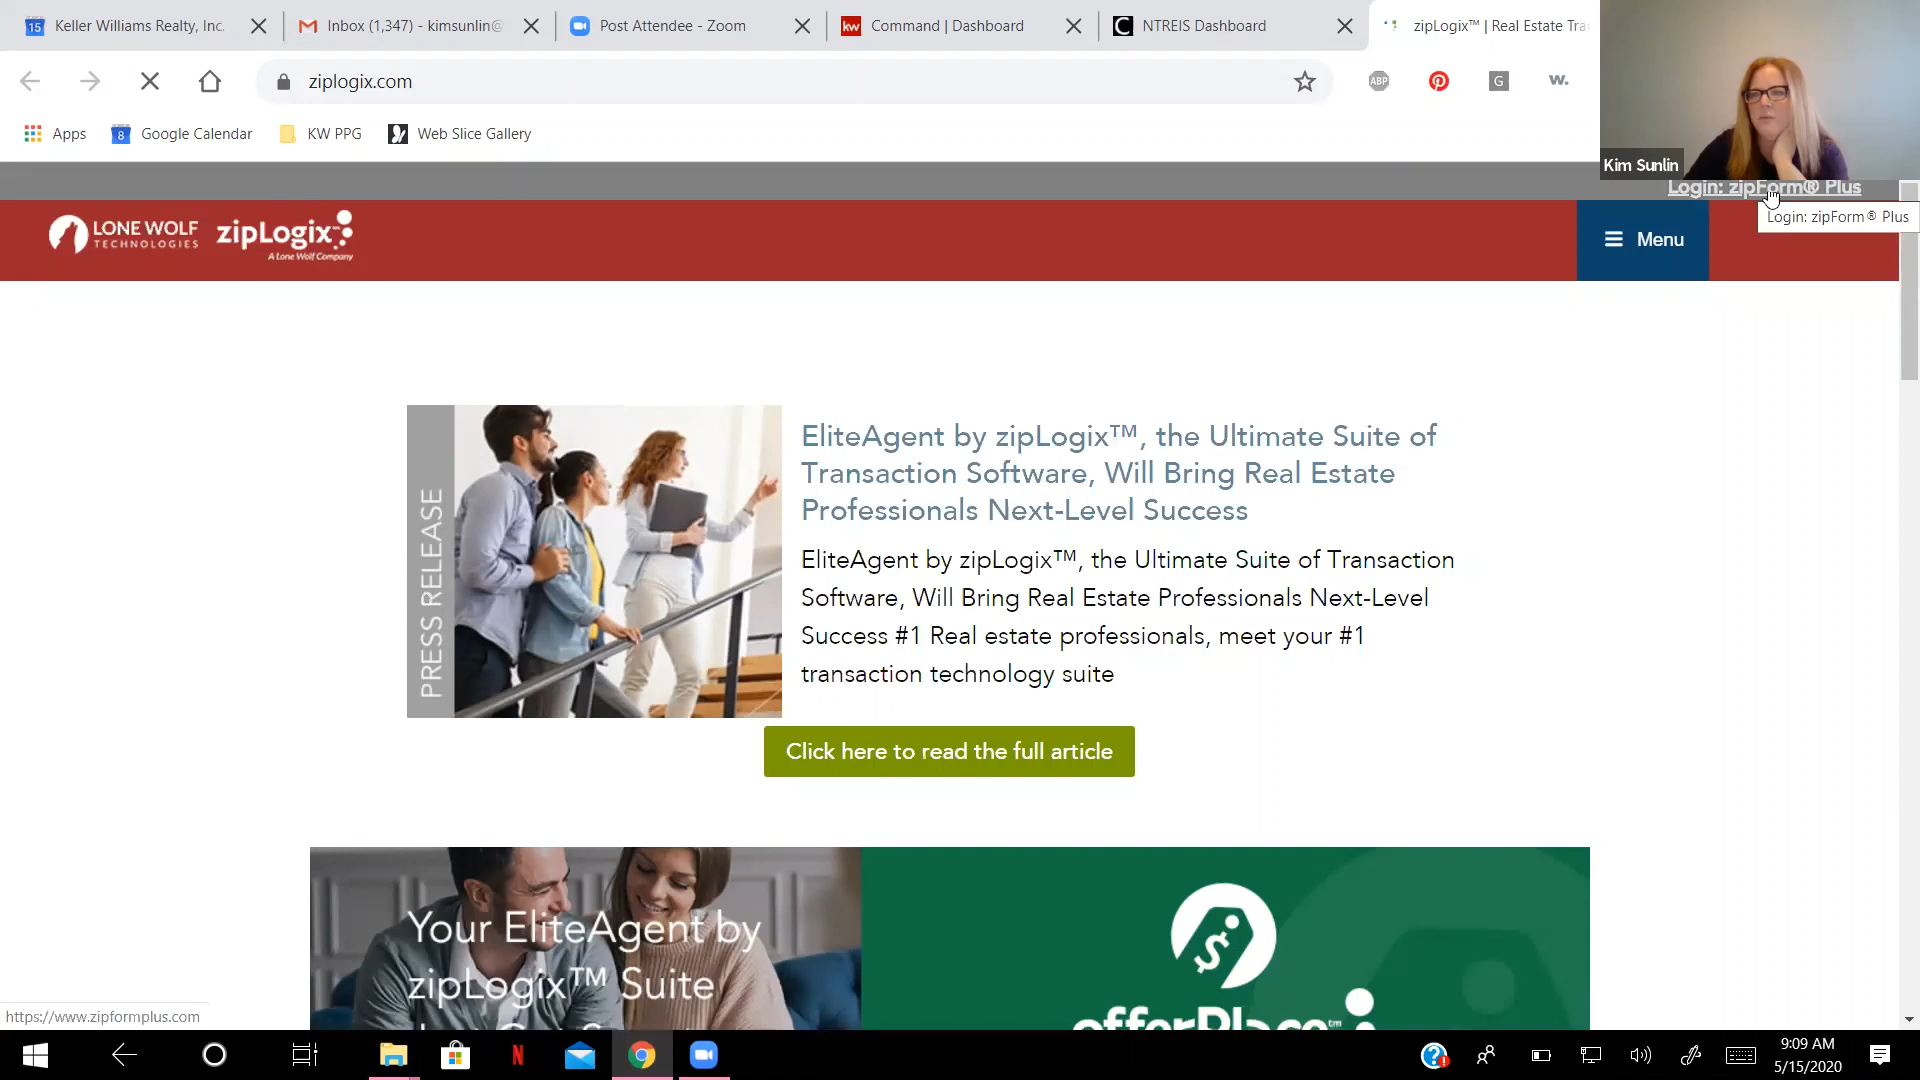 15 Keller Williams Realty, Inc.
Inbox (1,347) - kimsunlin@
Post Attendee - Zoom
kw Command | Dashboard
NTREIS Dashboard
zipLogix™ | Real Estate Tra
ziplogix.com
ABP
G
w.
Apps
8 Google Calendar
KW PPG
Web Slice Gallery
Kim Sunlin
Login: zipForm® Plus
Login: zipForm® Plus
LONE WOLF
TECHNOLOGIES
zipLogix
A Lone Wolf Company
Menu
PRESS RELEASE
EliteAgent by zipLogix™, the Ultimate Suite of
Transaction Software, Will Bring Real Estate
Professionals Next-Level Success
EliteAgent by zipLogix™, the Ultimate Suite of Transaction
Software, Will Bring Real Estate Professionals Next-Level
Success #1 Real estate professionals, meet your #1
transaction technology suite
Click here to read the full article
Your EliteAgent by
zipLogix™ Suite
offerPlace™
https://www.zipformplus.com
9:09 AM
5/15/2020